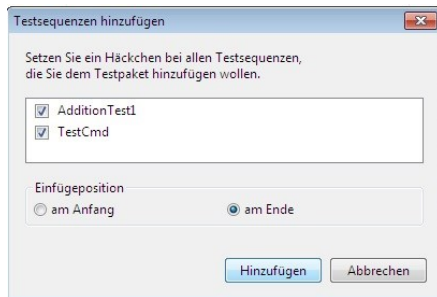 Testsequenzen hinzufügen
Setzen Sie ein Häckchen bei allen Testsequenzen,
die Sie dem Testpaket hinzufügen wollen.
AdditionTest1
TestCmd
Einfügeposition
am Anfang am Ende
Hinzufügen Abbrechen